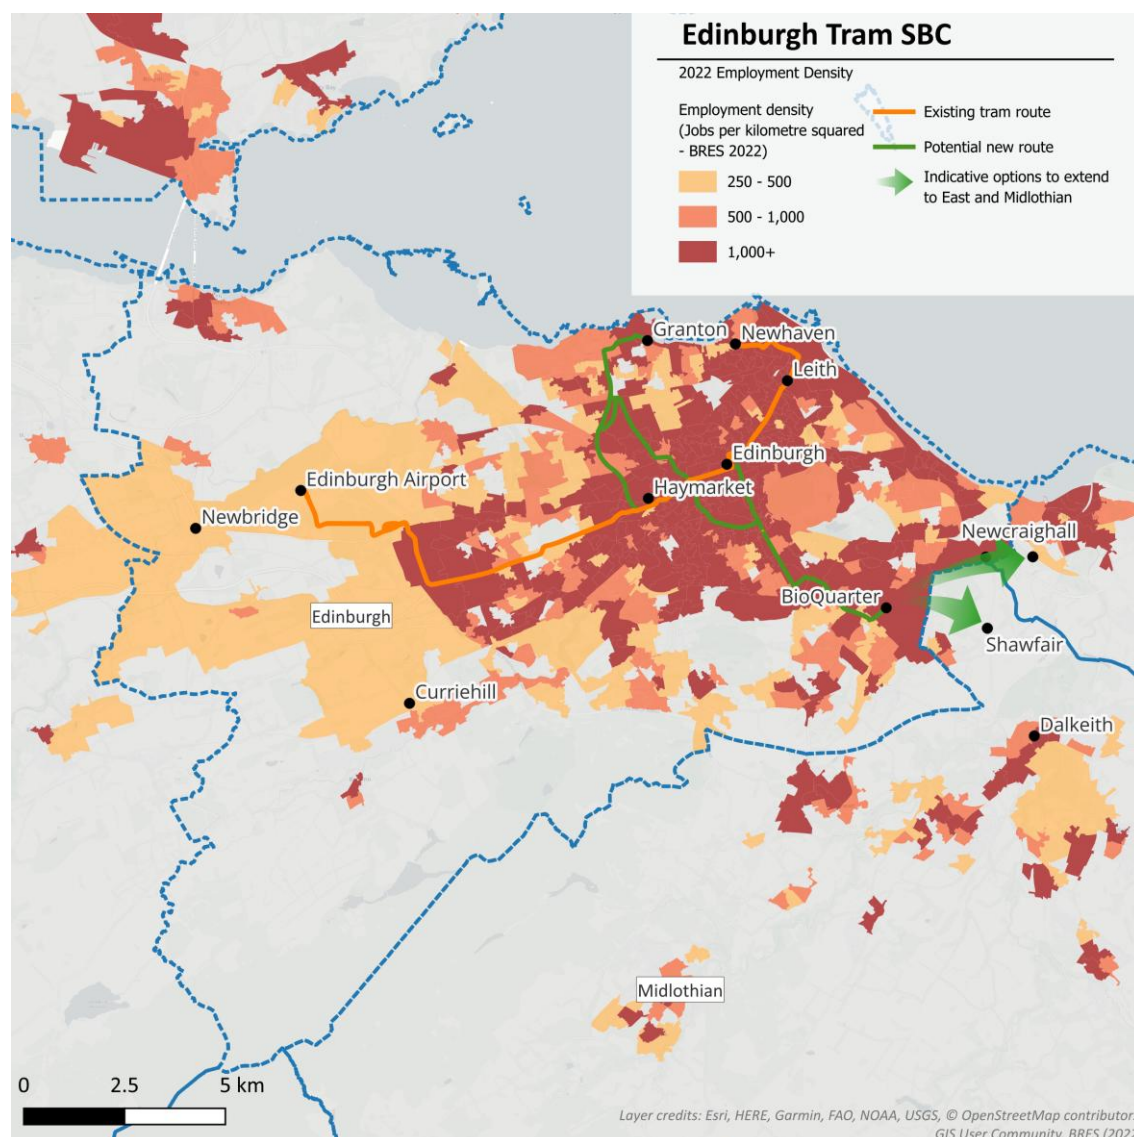 Edinburgh Tram SBC
2022 Employment Density
Employment density
(Jobs per kilometre squared
- BRES 2022)
250 - 500
500 - 1,000
1,000+
Existing tram route
Potential new route
Indicative options to extend
to East and Midlothian
Granton
Newhaven
Leith
Edinburgh
Edinburgh Airport
Haymarket
Newbridge
Newcraighall
BioQuarter
Edinburgh
Shawfair
Curriehill
Dalkeith
Midlothian
0 2.5 5 km
Layer credits: Esri, HERE, Garmin, FAO, NOAA, USGS, © OpenStreetMap contributor
GIS User Community, BRES (2022